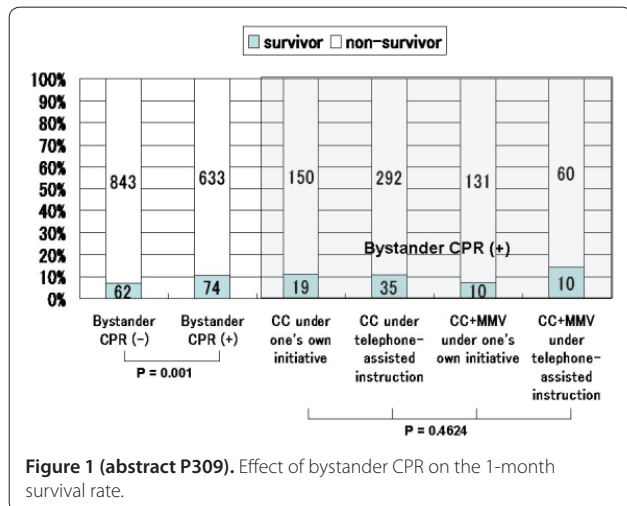 survivor non-survivor
100%
90%
80%
70%
60%
50%
40%
30%
20%
10%
0%
843 633 150 292 131 60
Bystander CPR (+)
62 74 19 35 10 10
Bystander Bystander CC under CC under CC+MMV CC+MMV
CPR (-) CPR (+) one's own telephone- under one's under
initiative assisted own initiative telephone-
instruction assisted
instruction
P = 0.001
P = 0.4624
Figure 1 (abstract P309). Effect of bystander CPR on the 1-month
survival rate.